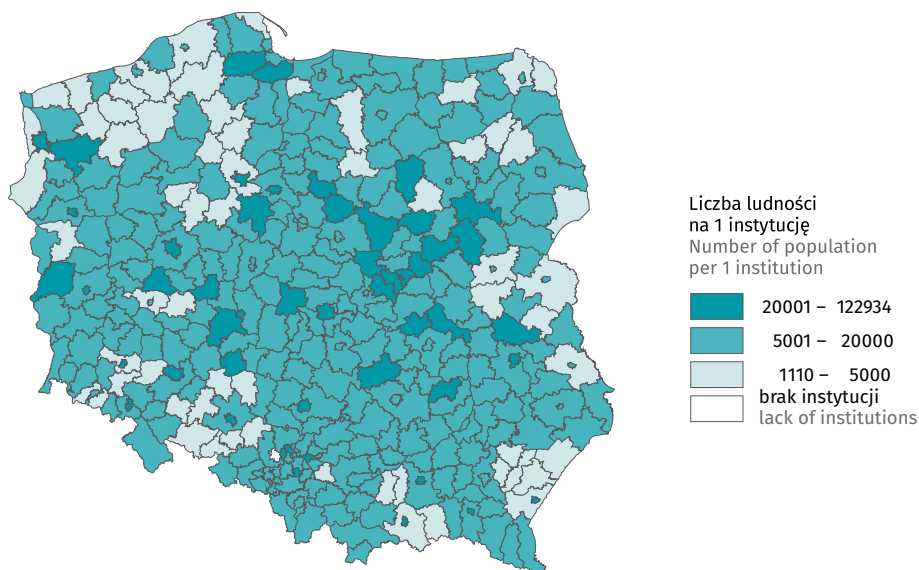 Liczba ludności
na 1 instytucję
Number of population
per 1 institution
20001 – 122934
5001 – 20000
1110 – 5000
brak instytucji
lack of institutions